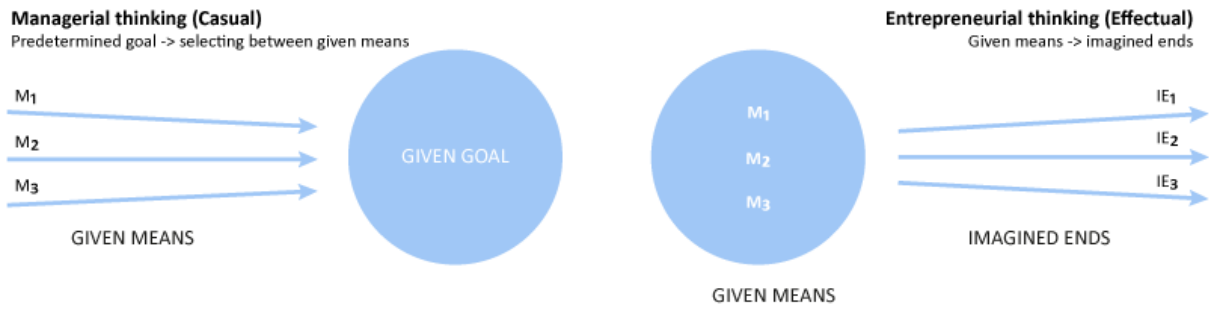 Managerial thinking (Casual)
Predetermined goal -> selecting between given means
M1
M2
M3
GIVEN MEANS
GIVEN GOAL
Entrepreneurial thinking (Effectual)
Given means -> imagined ends
M1
M2
M3
GIVEN MEANS
IE1
IE2
IE3
IMAGINED ENDS